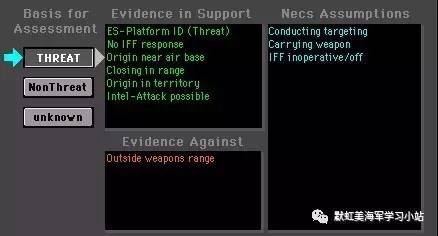 Basis for
Assessment
THREAT
NonThreat
unknown
Evidence in Support
ES-Platform ID (Threat)
No IFF response
Origin near air base
Closing in range
Origin in territory
Intel-Attack possible
Evidence Against
Outside weapons range
Necs Assumptions
Conducting targeting
Carrying weapon
IFF inoperative/off
默虹美海军学习小站